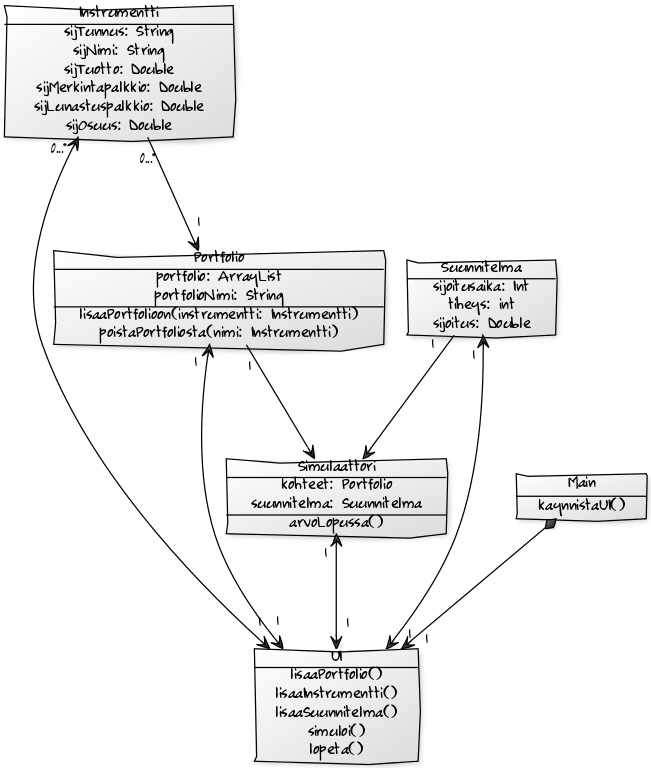 Instrumentti
sijTunnus: String
sijNimi: String
sijTuotto: Double
sijMerkintapalkkio: Double
sijLunastuspalkkio: Double
sijOsuus: Double
0...*
0...*
1
Portfolio
portfolio: ArrayList
portfolioNimi: String
lisaaPortfolioon(instrumentti: Instrumentti)
poistaPortfoliosta(nimi: Instrumentti)
Suunnitelma
sijoitusaika: Int
tiheys: int
sijoitus: Double
1
1
1
1
Simulaattori
kohteet: Portfolio
suunnitelma: Suunnitelma
arvoLopussa()
Main
kaynnistaUI()
1
1
1
1
1
1
UI
lisaaPortfolio()
lisaaInstrumentti()
lisaaSuunnitelma()
simuloi()
lopeta()